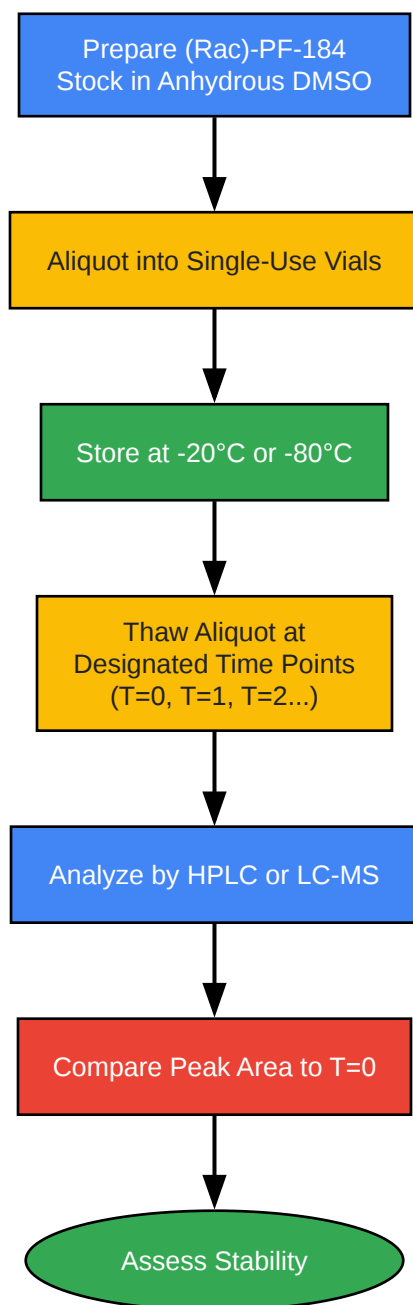 Prepare (Rac)-PF-184
Stock in Anhydrous DMSO
Aliquot into Single-Use Vials
Store at -20°C or -80°C
Thaw Aliquot at
Designated Time Points
(T=0, T=1, T=2...)
Analyze by HPLC or LC-MS
Compare Peak Area to T=0
Assess Stability